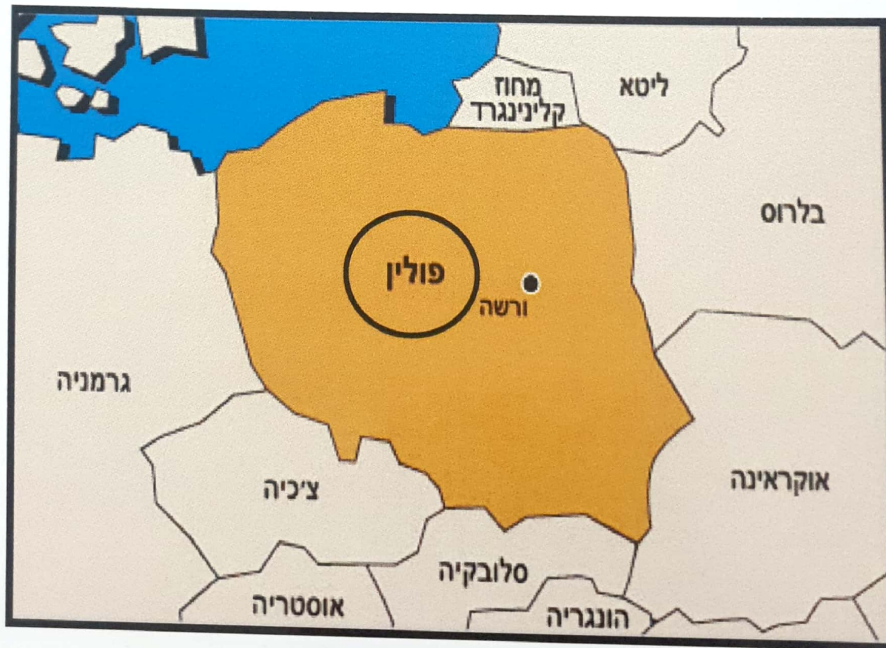 מחוז
קלינינגרד
ליטא
בלרוס
פולין
ורשה
גרמניה
צ'כיה
אוקראינה
סלובקיה
אוסטריה
הונגריה